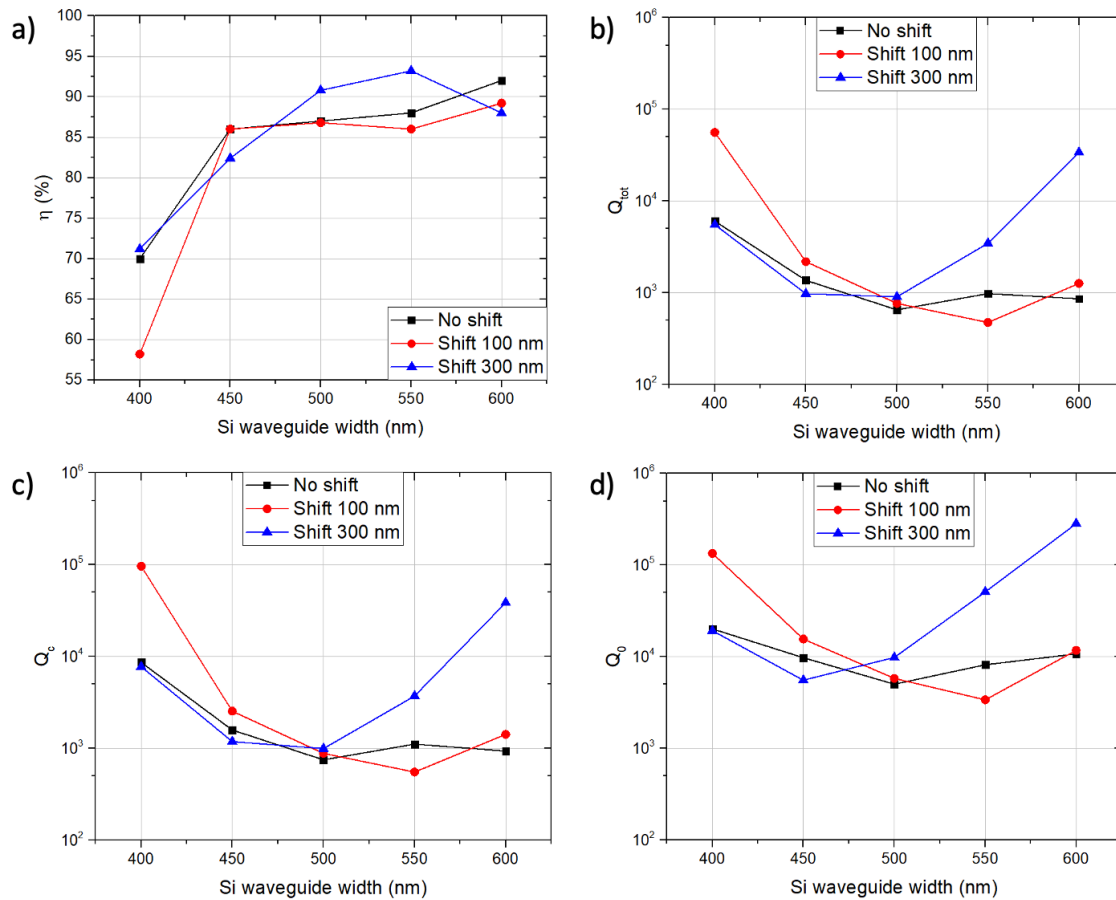 a)
100
95
90
85
80
75
70
65
60
55
η (%)
400 450 500 550 600
Si waveguide width (nm)
No shift
Shift 100 nm
Shift 300 nm
b)
10⁶
10⁵
10⁴
10³
10²
Qtot
400 450 500 550 600
Si waveguide width (nm)
No shift
Shift 100 nm
Shift 300 nm
c)
10⁶
10⁵
10⁴
10³
10²
Qc
400 450 500 550 600
Si waveguide width (nm)
No shift
Shift 100 nm
Shift 300 nm
d)
10⁶
10⁵
10⁴
10³
10²
Q0
400 450 500 550 600
Si waveguide width (nm)
No shift
Shift 100 nm
Shift 300 nm